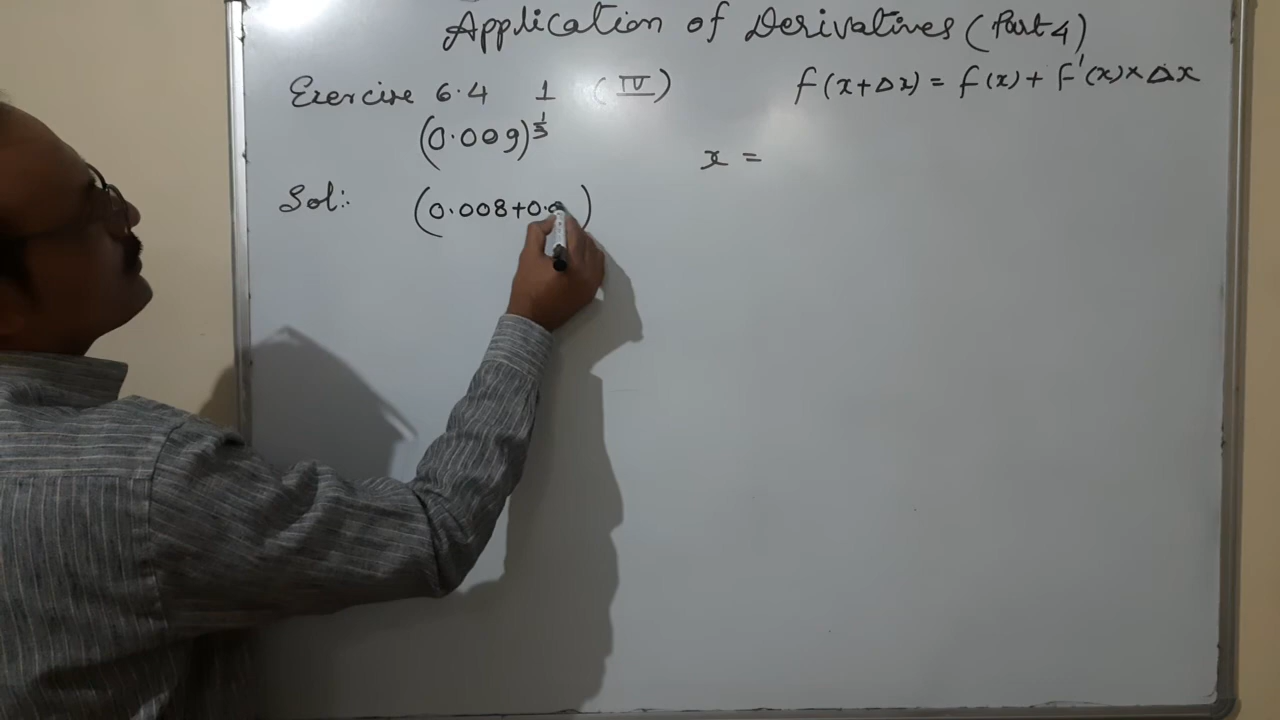 Application of Derivatives (Part 4)
Exercise 6.4 1 (IV)
f(x+Δx) = f(x) + f'(x)×Δx
(0.009)^1/3
x =
Sol:. (0.008+0.0 )